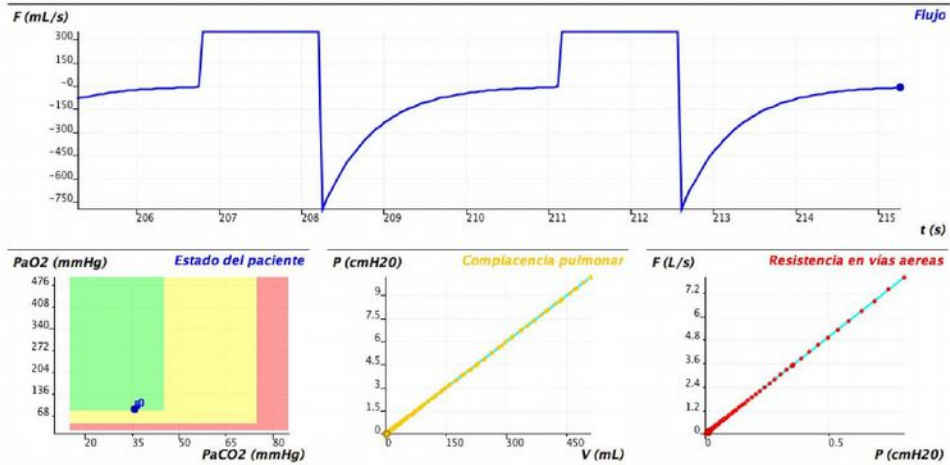 F (mL/s) Flujo
300
150
-0
-150
-300
-450
-600
-750
206 207 208 209 210 211 212 213 214 215
t (s)
PaO2 (mmHg) Estado del paciente
476
408
340
272
204
136
68
20 35 50 65 80
PaCO2 (mmHg)
P (cmH20) Complacencia pulmonar
9
7.5
6
4.5
3
1.5
0
0 150 300 450
V (mL)
F (L/s) Resistencia en vías aereas
7.2
6
4.8
3.6
2.4
1.2
0
0 0.5
P (cmH20)